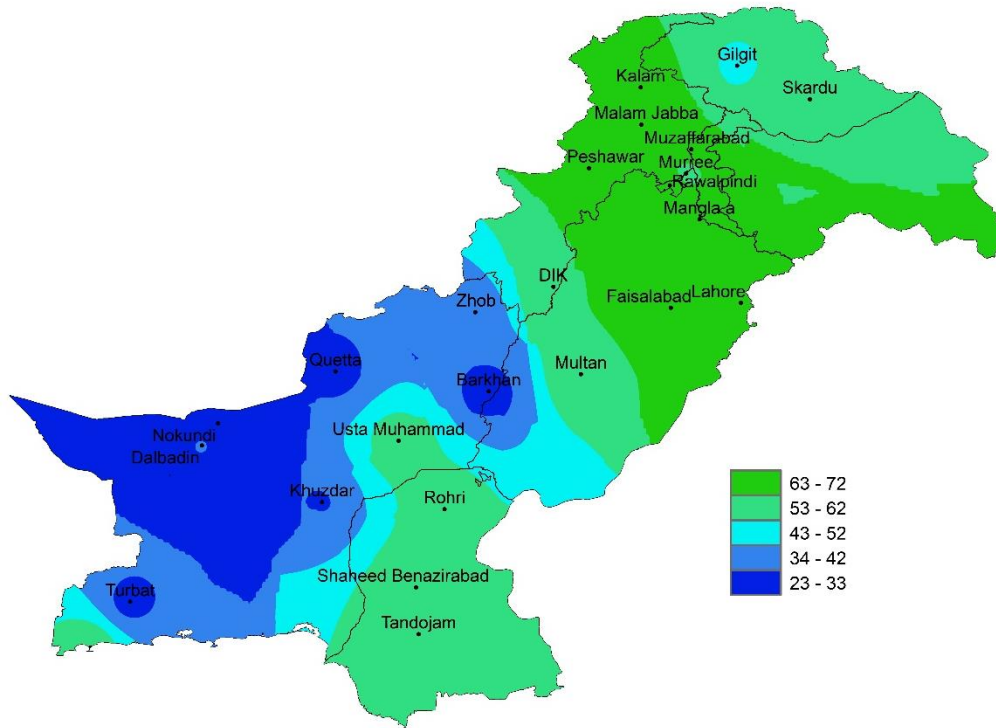 Gilgit
Kalam
Skardu
Malam Jabba
Muzaffarabad
Peshawar
Murree
Rawalpindi
Mangla a
DIK
Zhob
Faisalabad
Lahore
Quetta
Multan
Barkhan
Nokundi
Usta Muhammad
Dalbadin
Khuzdar
Rohri
Shaheed Benazirabad
Turbat
Tandojam
63 - 72
53 - 62
43 - 52
34 - 42
23 - 33